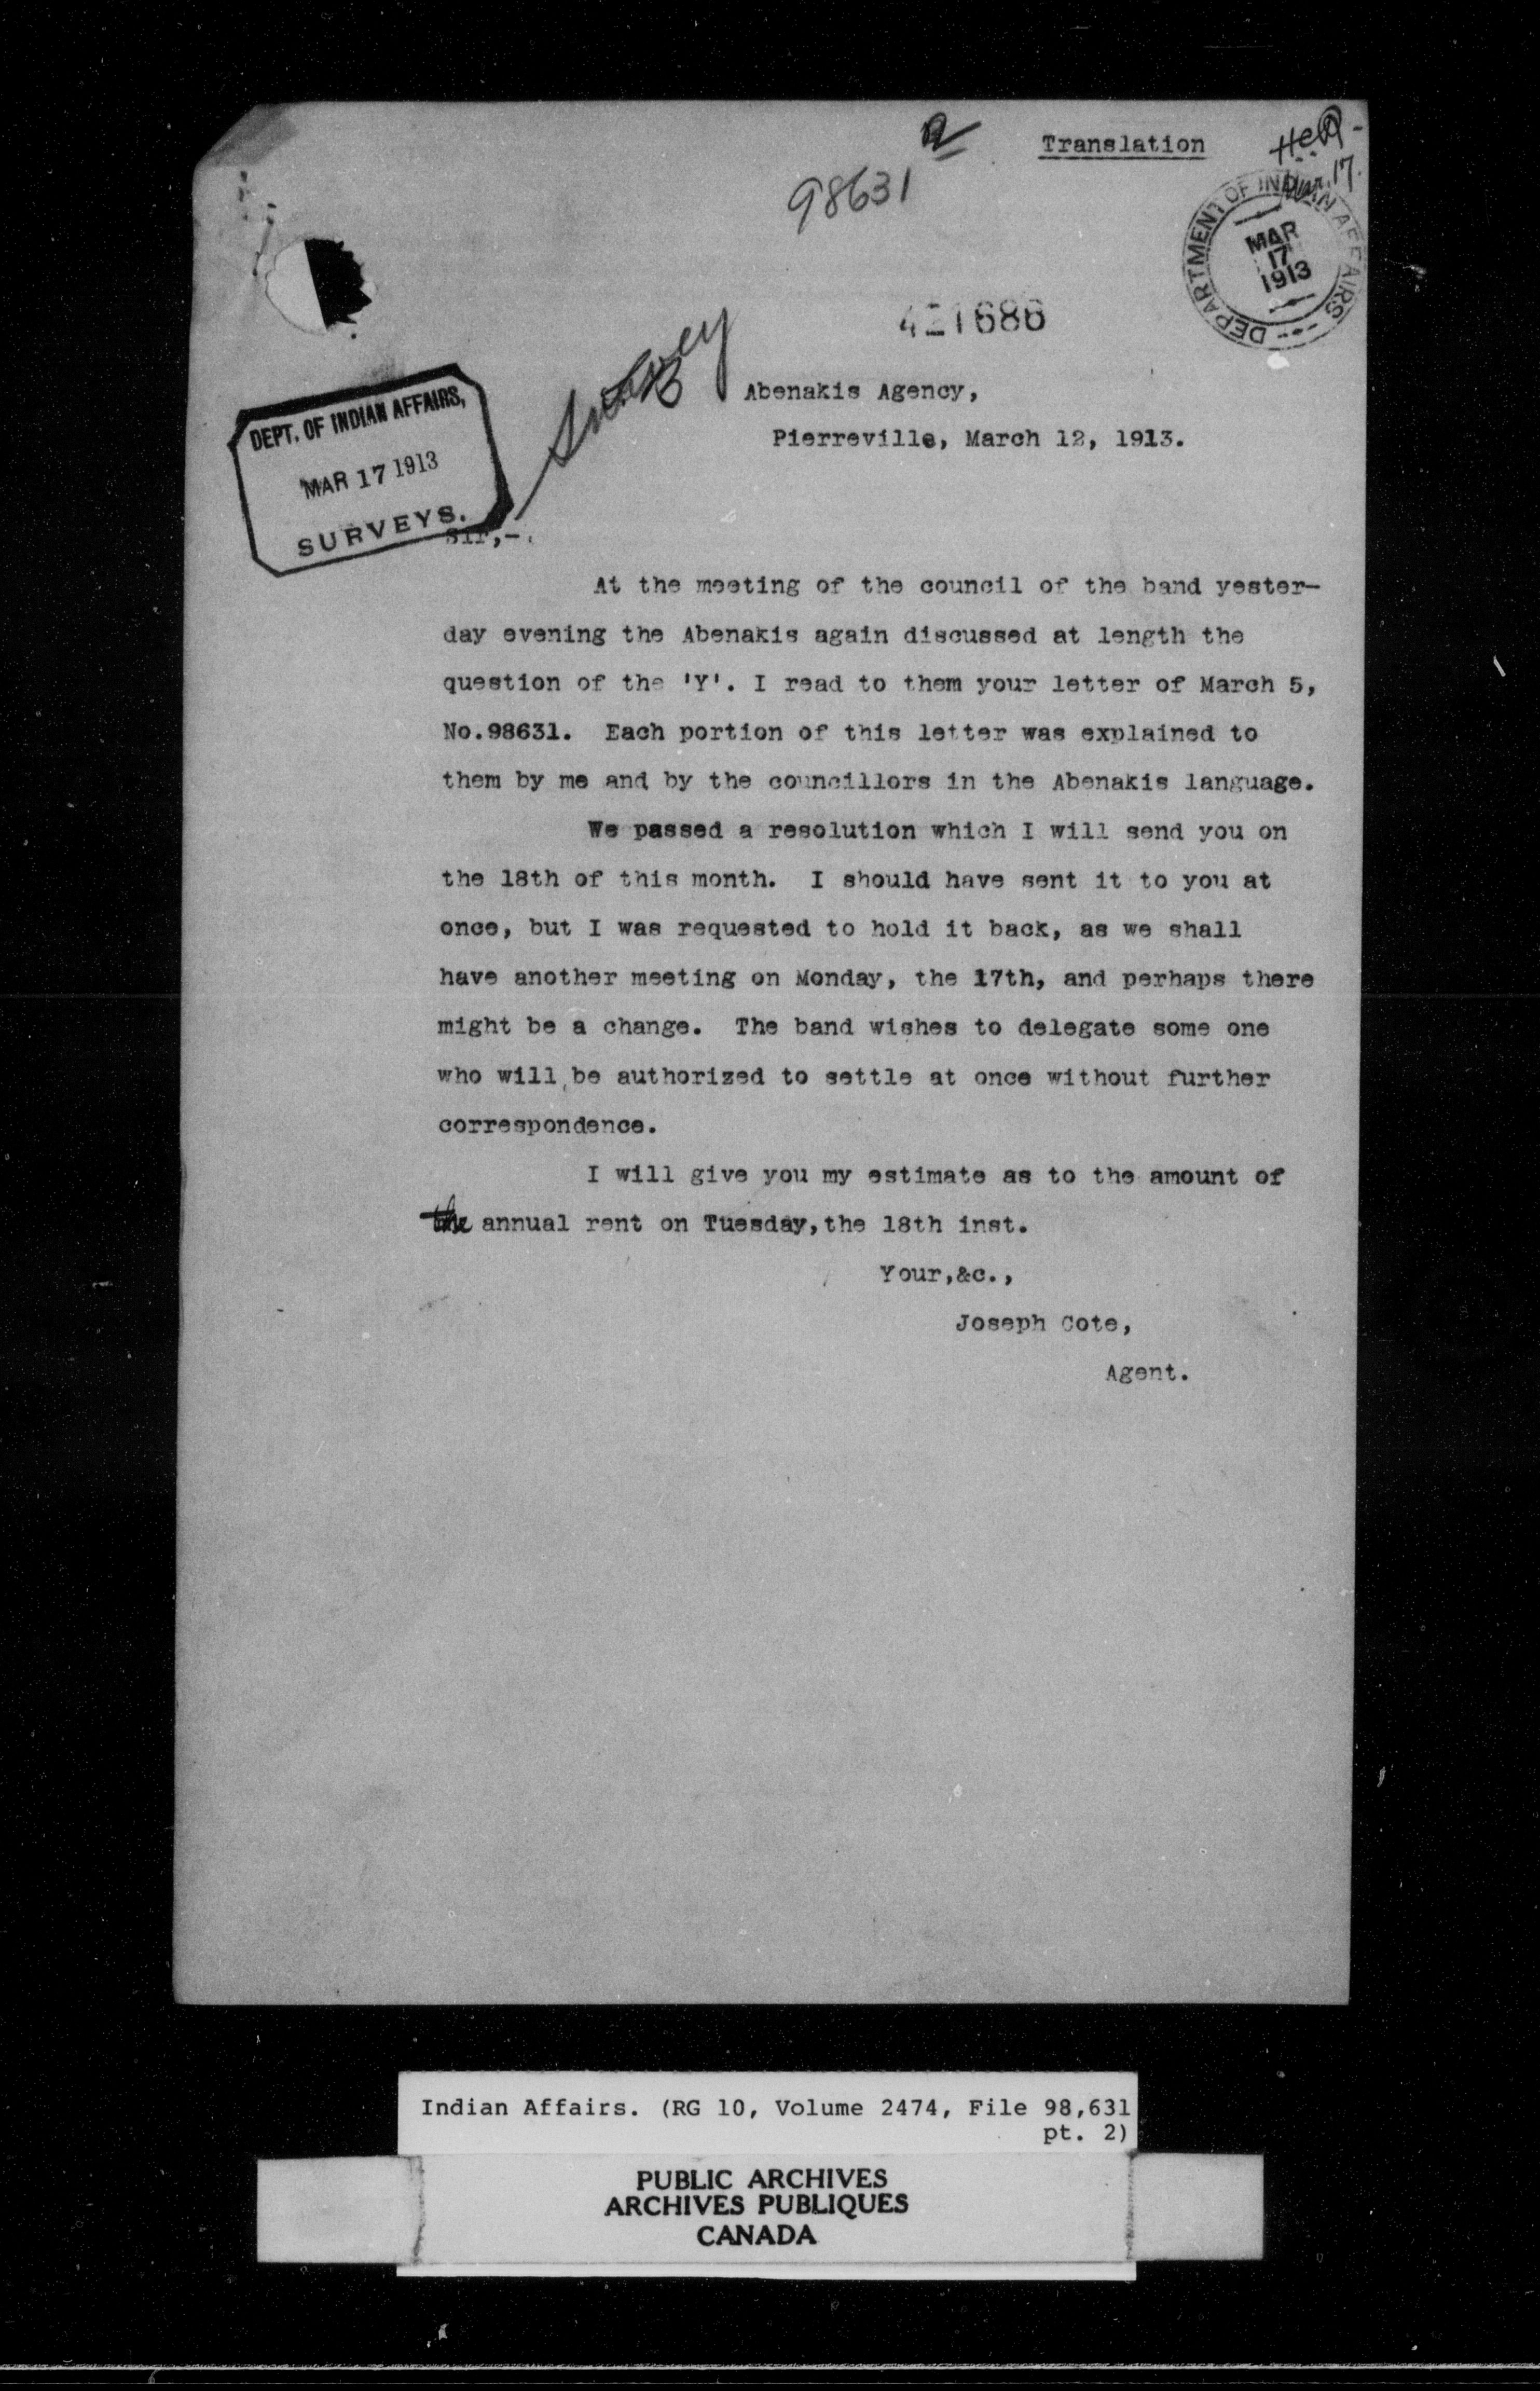 Translation
98631
Mar. 17.
DEPARTMENT OF INDIAN AFFAIRS
MAR
17
1913
421686
Abenakis Agency,
Pierreville, March 12, 1913.
DEPT. OF INDIAN AFFAIRS,
MAR 17 1913
SURVEYS.
Sir,-
At the meeting of the council of the band yester-
day evening the Abenakis again discussed at length the
question of the 'Y'. I read to them your letter of March 5,
No.98631. Each portion of this letter was explained to
them by me and by the councillors in the Abenakis language.
We passed a resolution which I will send you on
the 18th of this month. I should have sent it to you at
once, but I was requested to hold it back, as we shall
have another meeting on Monday, the 17th, and perhaps there
might be a change. The band wishes to delegate some one
who will be authorized to settle at once without further
correspondence.
I will give you my estimate as to the amount of
the annual rent on Tuesday, the 18th inst.
Your,&c.,
Joseph Cote,
Agent.
Indian Affairs. (RG 10, Volume 2474, File 98,631
pt. 2)
PUBLIC ARCHIVES
ARCHIVES PUBLIQUES
CANADA